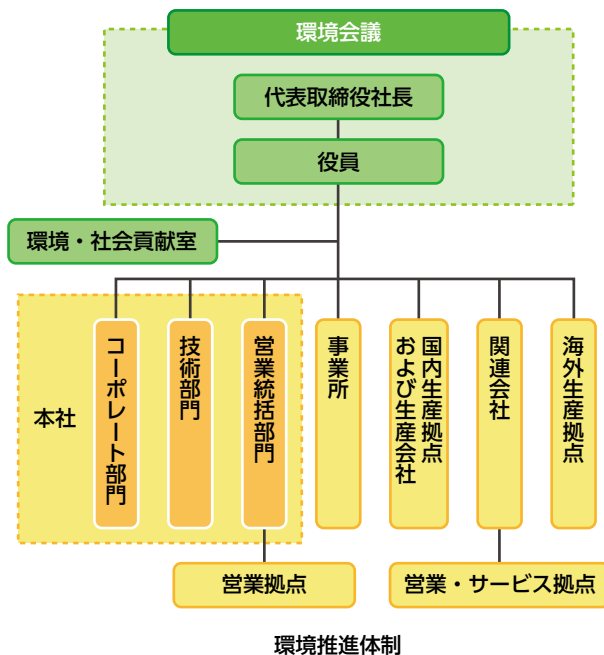 環境会議
代表取締役社長
役員
環境・社会貢献室
本社
コーポレート部門
技術部門
営業統括部門
事業所
国内生産拠点
および生産会社
関連会社
海外生産拠点
営業拠点
営業・サービス拠点
環境推進体制